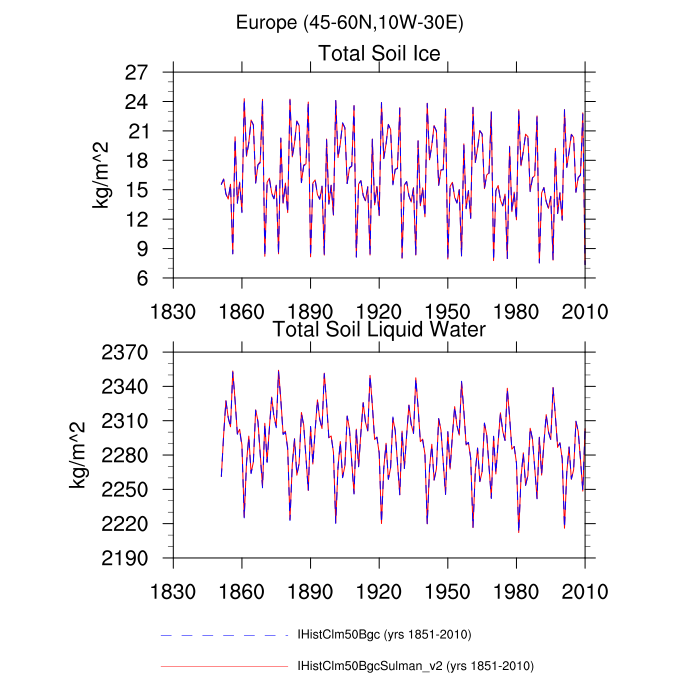 Europe (45-60N,10W-30E)
Total Soil Ice
27
24
21
18
15
12
9
6
kg/m^2
1830 1860 1890 1920 1950 1980 2010
Total Soil Liquid Water
2370
2340
2310
2280
2250
2220
2190
kg/m^2
1830 1860 1890 1920 1950 1980 2010
IHistClm50Bgc (yrs 1851-2010)
IHistClm50BgcSulman_v2 (yrs 1851-2010)